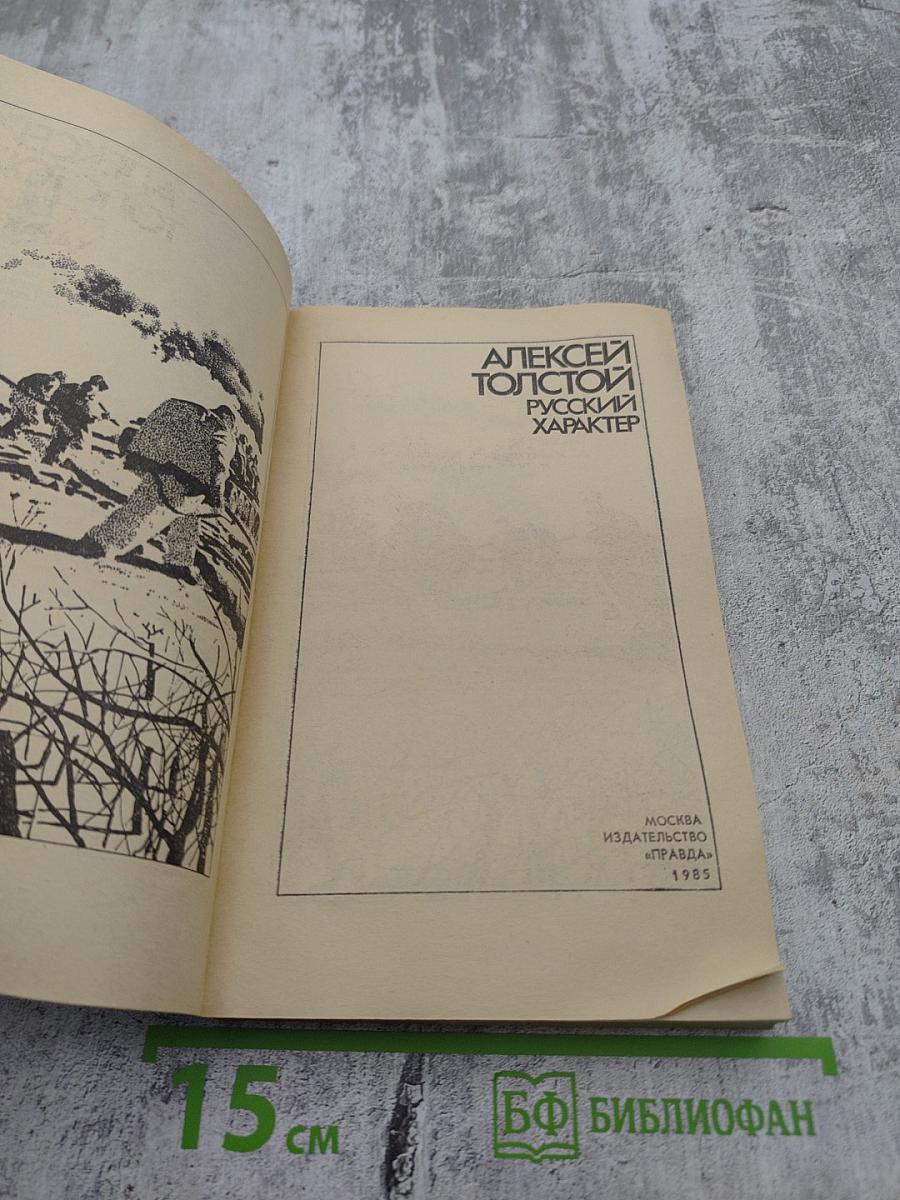 АЛЕКСЕЙ
ТОЛСТОЙ
РУССКИЙ
ХАРАКТЕР
МОСКВА
ИЗДАТЕЛЬСТВО
«ПРАВДА»
1985
15 см
БФ БИБЛИОФАН